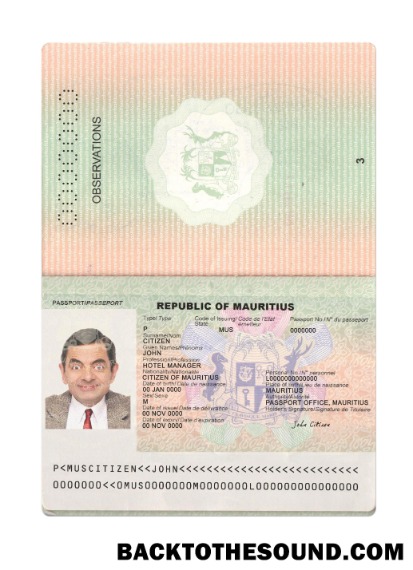 0000000
OBSERVATIONS
3
PASSPORT/PASSEPORT
REPUBLIC OF MAURITIUS
Type/ Type Code of Issuing/ Code de l'Etat Passport No./N° du passeport
State émetteur
P MUS 0000000
Surname/Nom
CITIZEN
Given Names/Prénoms
JOHN
Profession/Profession
HOTEL MANAGER
Nationality/Nationalité Personal No./N° personnel
CITIZEN OF MAURITIUS L0000000000000
Date of birth/Date de naissance Place of birth/Lieu de naissance
00 JAN 0000 MAURITIUS
Sex/ Sexe Authority/Autorité
M PASSPORT OFFICE, MAURITIUS
Date of issue/ Date de délivrance Holder's Signature/Signature de Titulaire
00 NOV 0000
Date of expiry/Date d'expiration
00 NOV 0000 John Citizen
P<MUSCITIZEN<<JOHN<<<<<<<<<<<<<<<<<<<<<<<<<<
BACKTOTHESOUND.COM